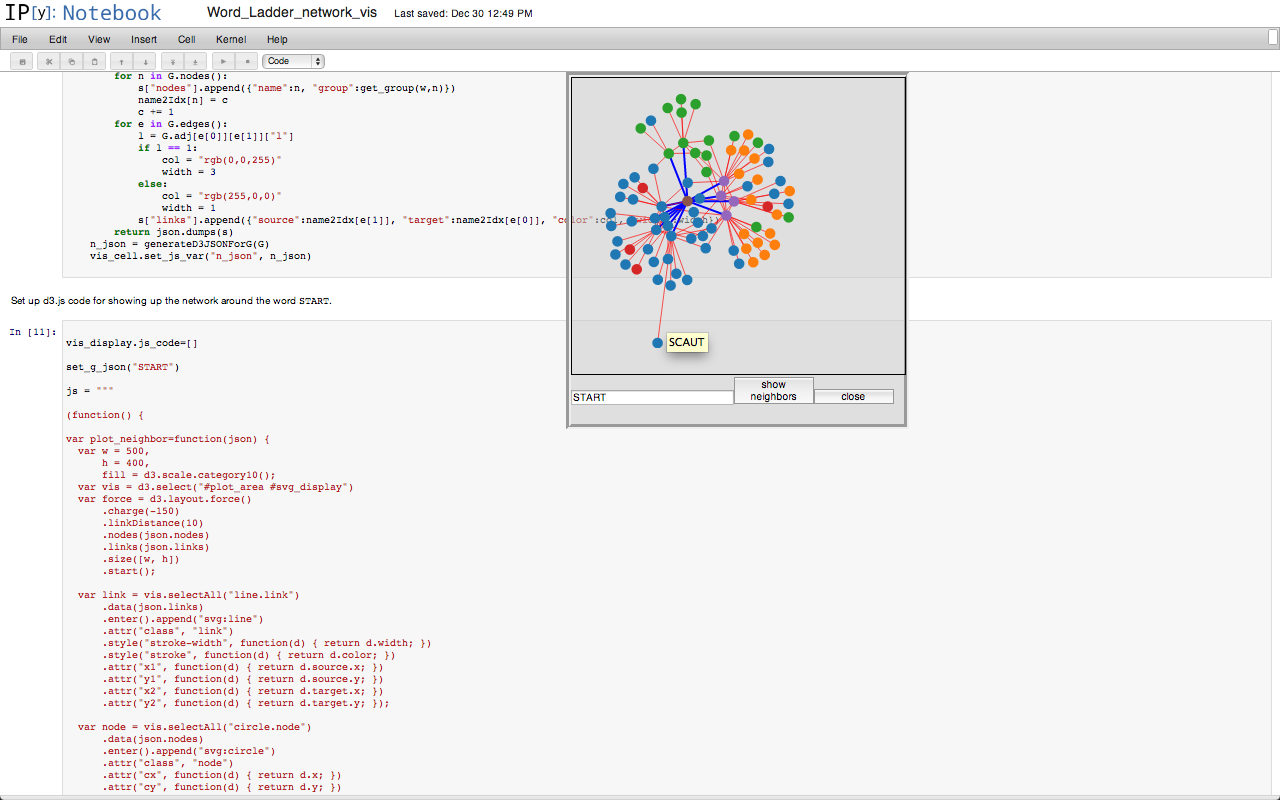 IP[y]: Notebook
Word_Ladder_network_vis
Last saved: Dec 30 12:49 PM
File Edit View Insert Cell Kernel Help
Code
for n in G.nodes():
s["nodes"].append({"name":n, "group":get_group(w,n)})
name2Idx[n] = c
c += 1
for e in G.edges():
l = G.adj[e[0]][e[1]]["l"]
if l == 1:
col = "rgb(0,0,255)"
width = 3
else:
col = "rgb(255,0,0)"
width = 1
s["links"].append({"source":name2Idx[e[1]], "target":name2Idx[e[0]], "color":col,
return json.dumps(s)
n_json = generateD3JSONForG(G)
vis_cell.set_js_var("n_json", n_json)
SCAUT
START
show
neighbors
close
Set up d3.js code for showing up the network around the word START.
In [11]:
vis_display.js_code=[]
set_g_json("START")
js = """
(function() {
var plot_neighbor=function(json) {
var w = 500,
h = 400,
fill = d3.scale.category10();
var vis = d3.select("#plot_area #svg_display")
var force = d3.layout.force()
.charge(-150)
.linkDistance(10)
.nodes(json.nodes)
.links(json.links)
.size([w, h])
.start();
var link = vis.selectAll("line.link")
.data(json.links)
.enter().append("svg:line")
.attr("class", "link")
.style("stroke-width", function(d) { return d.width; })
.style("stroke", function(d) { return d.color; })
.attr("x1", function(d) { return d.source.x; })
.attr("y1", function(d) { return d.source.y; })
.attr("x2", function(d) { return d.target.x; })
.attr("y2", function(d) { return d.target.y; });
var node = vis.selectAll("circle.node")
.data(json.nodes)
.enter().append("svg:circle")
.attr("class", "node")
.attr("cx", function(d) { return d.x; })
.attr("cy", function(d) { return d.y; })